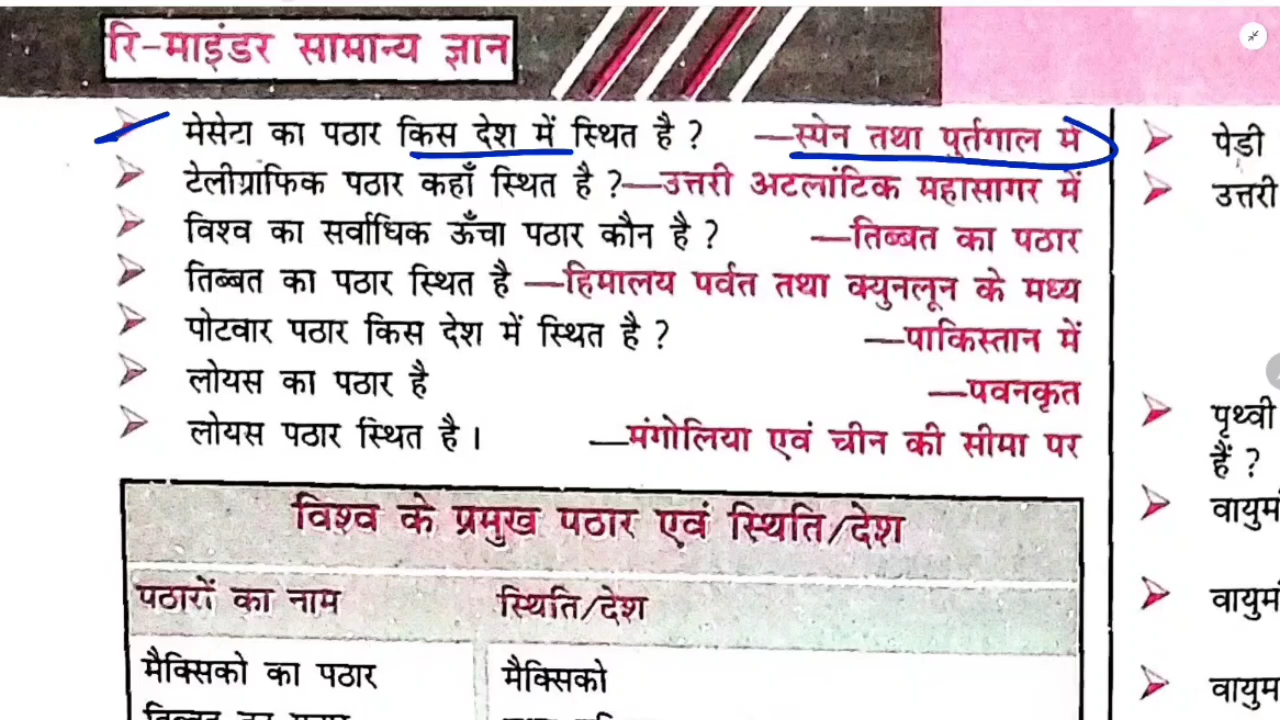 रि-माइंडर सामान्य ज्ञान
मेसेटा का पठार किस देश में स्थित है ? —स्पेन तथा पुर्तगाल में
टेलीग्राफिक पठार कहाँ स्थित है ?—उत्तरी अटलांटिक महासागर में
विश्व का सर्वाधिक ऊँचा पठार कौन है ? —तिब्बत का पठार
तिब्बत का पठार स्थित है —हिमालय पर्वत तथा क्युनलून के मध्य
पोटवार पठार किस देश में स्थित है ? —पाकिस्तान में
लोयस का पठार है —पवनकृत
लोयस पठार स्थित है। —मंगोलिया एवं चीन की सीमा पर
विश्व के प्रमुख पठार एवं स्थिति/देश
पठारों का नाम स्थिति/देश
मैक्सिको का पठार मैक्सिको
पेड़ी
उत्तरी
पृथ्वी
हैं ?